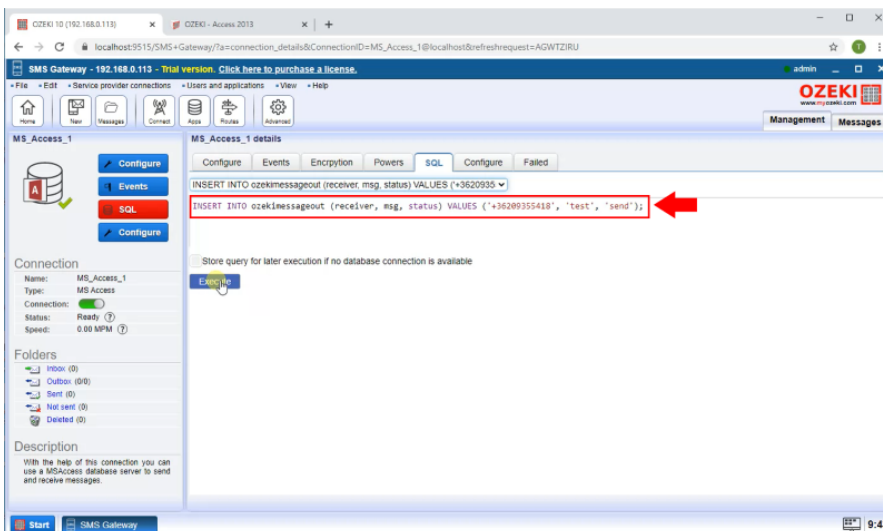 OZEKI 10 (192.168.0.113)
OZEKI - Access 2013
localhost:9515/SMS+Gateway/?a=connection_details&ConnectionID=MS_Access_1@localhost&refreshrequest=AGWTZIRU
SMS Gateway - 192.168.0.113 - Trial version. Click here to purchase a license.
admin
File Edit Service provider connections Users and applications View Help
OZEKI
www.myozeki.com
Home New Messages Connect Apps Routes Advanced
Management Messages
MS_Access_1
MS_Access_1 details
Configure Events Encrpytion Powers SQL Configure Failed
Configure
Events
SQL
Configure
INSERT INTO ozekimessageout (receiver, msg, status) VALUES ('+3620935
INSERT INTO ozekimessageout (receiver, msg, status) VALUES ('+36209355418', 'test', 'send');
Store query for later execution if no database connection is available
Execute
Connection
Name: MS_Access_1
Type: MS Access
Connection:
Status: Ready (?)
Speed: 0.00 MPM (?)
Folders
Inbox (0)
Outbox (0/0)
Sent (0)
Not sent (0)
Deleted (0)
Description
With the help of this connection you can
use a MSAccess database server to send
and receive messages.
Start
SMS Gateway
9:4